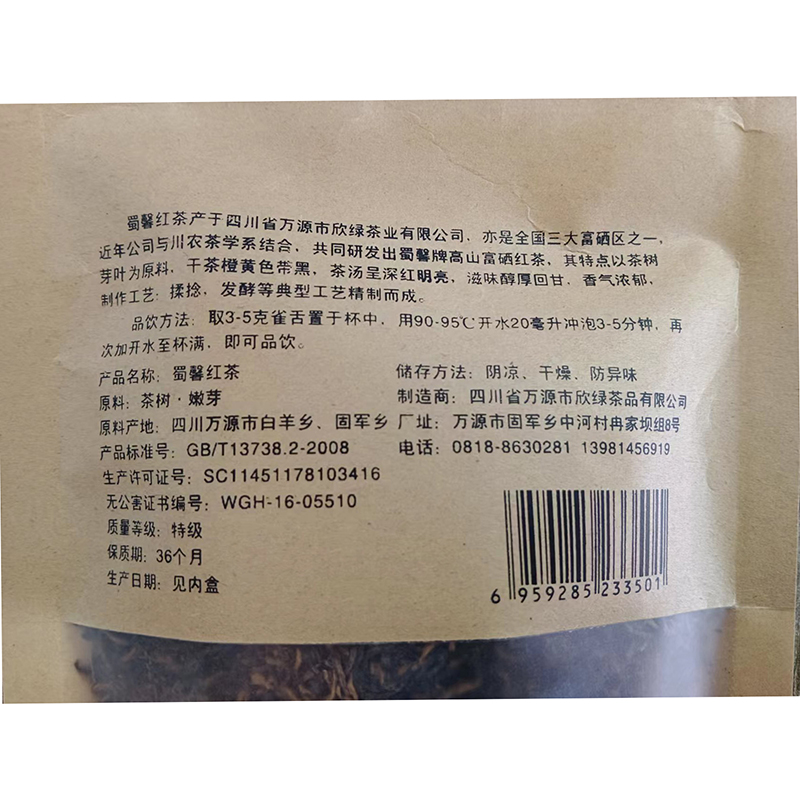 蜀馨红茶产于四川省万源市欣绿茶业有限公司，亦是全国三大富硒区之一，
近年公司与川农茶学系结合，共同研发出蜀馨牌高山富硒红茶，其特点以茶树
芽叶为原料，干茶橙黄色带黑，茶汤呈深红明亮，滋味醇厚回甘，香气浓郁，
制作工艺：揉捻，发酵等典型工艺精制而成。
品饮方法：取3-5克雀舌置于杯中，用90-95℃开水20毫升冲泡3-5分钟，再
次加开水至杯满，即可品饮。
产品名称：蜀馨红茶
原料：茶树·嫩芽
原料产地：四川万源市白羊乡、固军乡
产品标准号：GB/T13738.2-2008
生产许可证号：SC11451178103416
无公害证书编号：WGH-16-05510
质量等级：特级
保质期：36个月
生产日期：见内盒
储存方法：阴凉、干燥、防异味
制造商：四川省万源市欣绿茶品有限公司
厂址：万源市固军乡中河村冉家坝组8号
电话：0818-8630281 13981456919
6 959285 233501